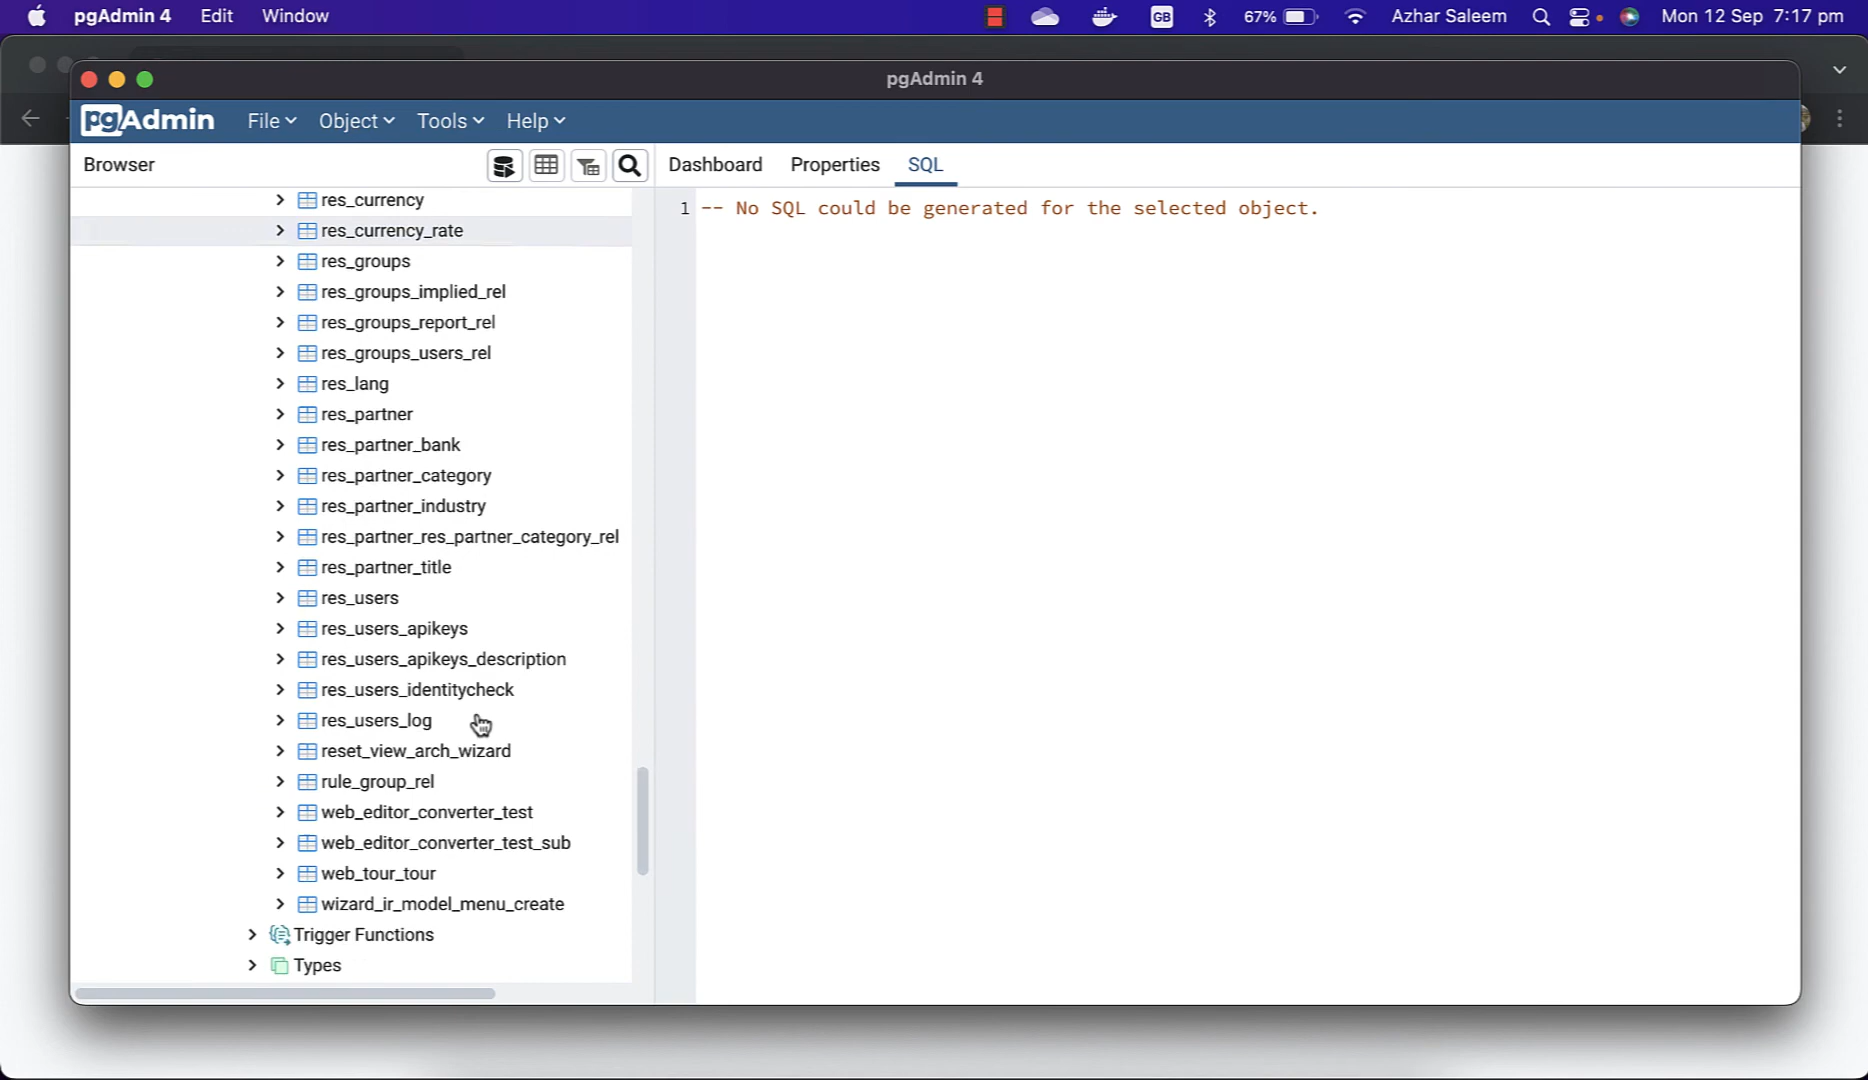 pgAdmin 4 Edit Window GB 67% Azhar Saleem Mon 12 Sep 7:17 pm
pgAdmin 4
pgAdmin File Object Tools Help
Browser Dashboard Properties SQL
res_currency
1 -- No SQL could be generated for the selected object.
res_currency_rate
res_groups
res_groups_implied_rel
res_groups_report_rel
res_groups_users_rel
res_lang
res_partner
res_partner_bank
res_partner_category
res_partner_industry
res_partner_res_partner_category_rel
res_partner_title
res_users
res_users_apikeys
res_users_apikeys_description
res_users_identitycheck
res_users_log
reset_view_arch_wizard
rule_group_rel
web_editor_converter_test
web_editor_converter_test_sub
web_tour_tour
wizard_ir_model_menu_create
Trigger Functions
Types